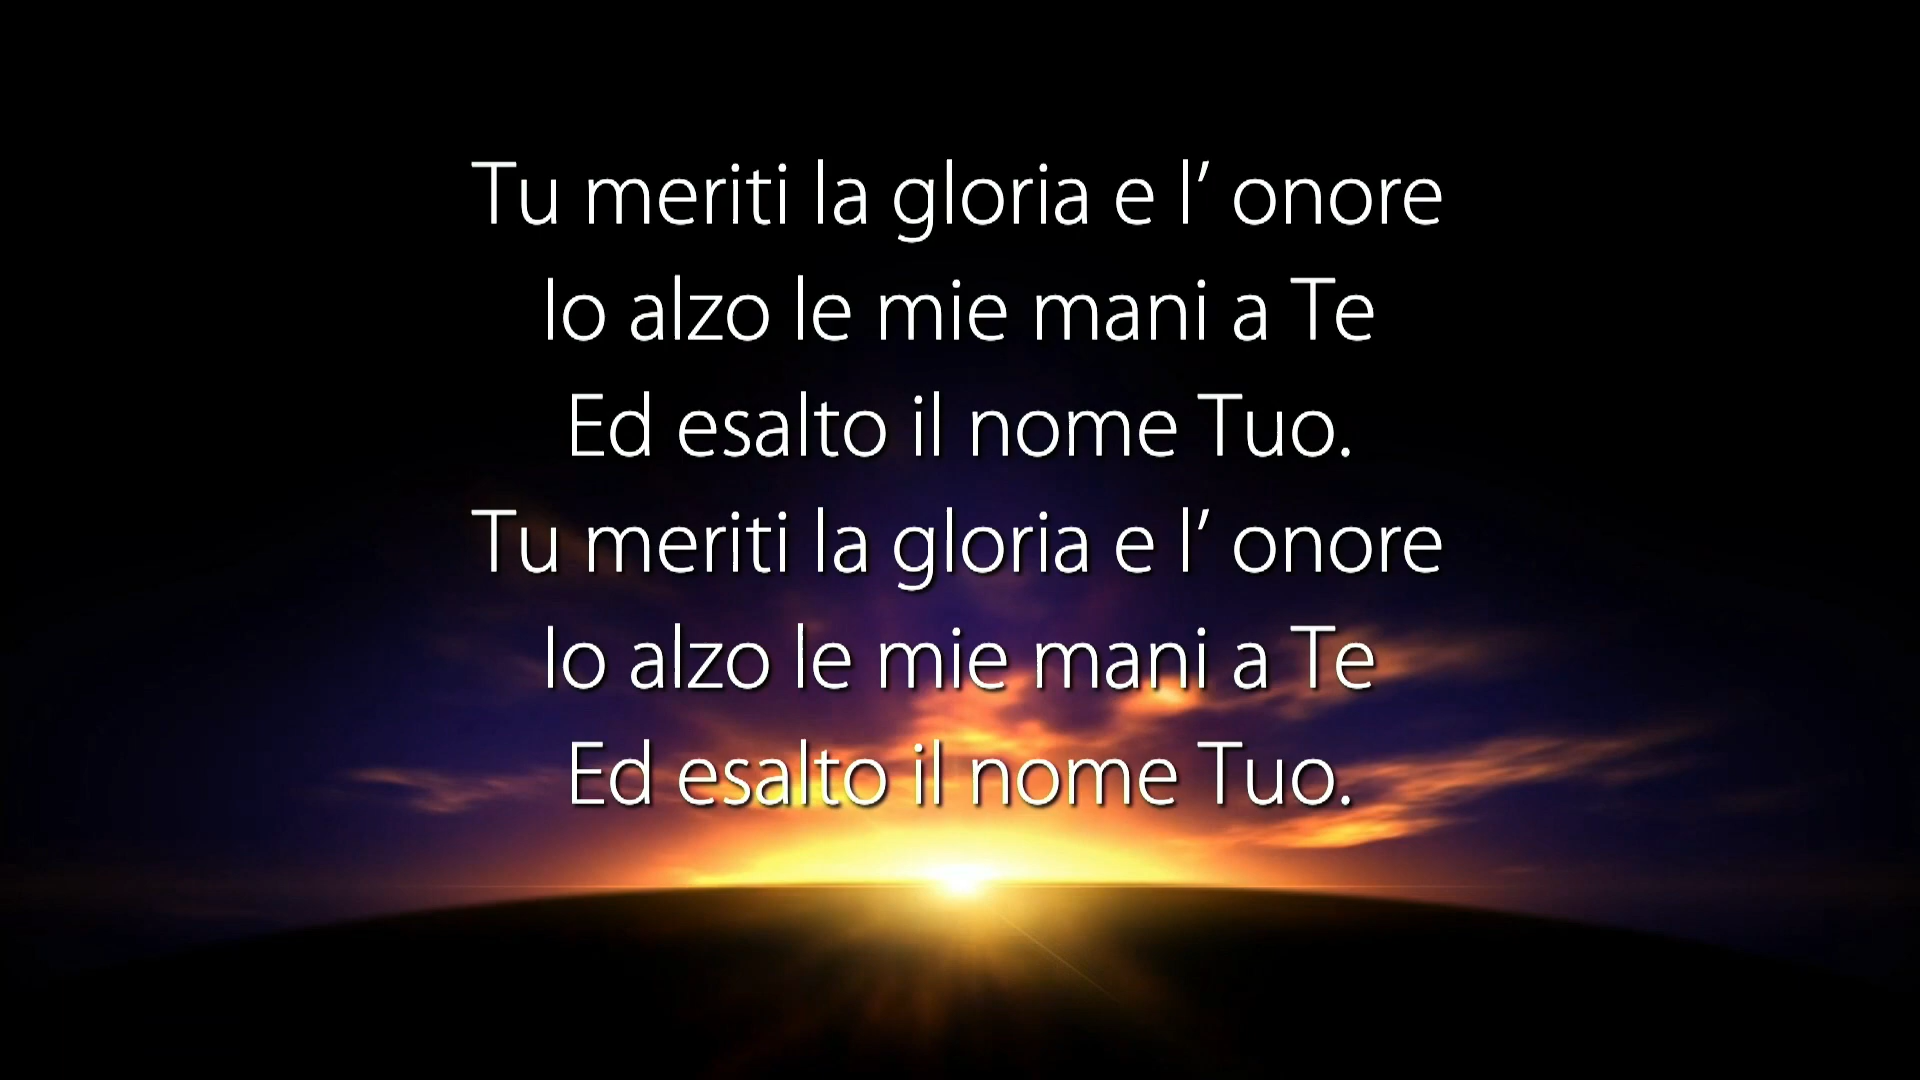 Tu meriti la gloria e l’ onore
Io alzo le mie mani a Te
Ed esalto il nome Tuo.
Tu meriti la gloria e l’ onore
Io alzo le mie mani a Te
Ed esalto il nome Tuo.